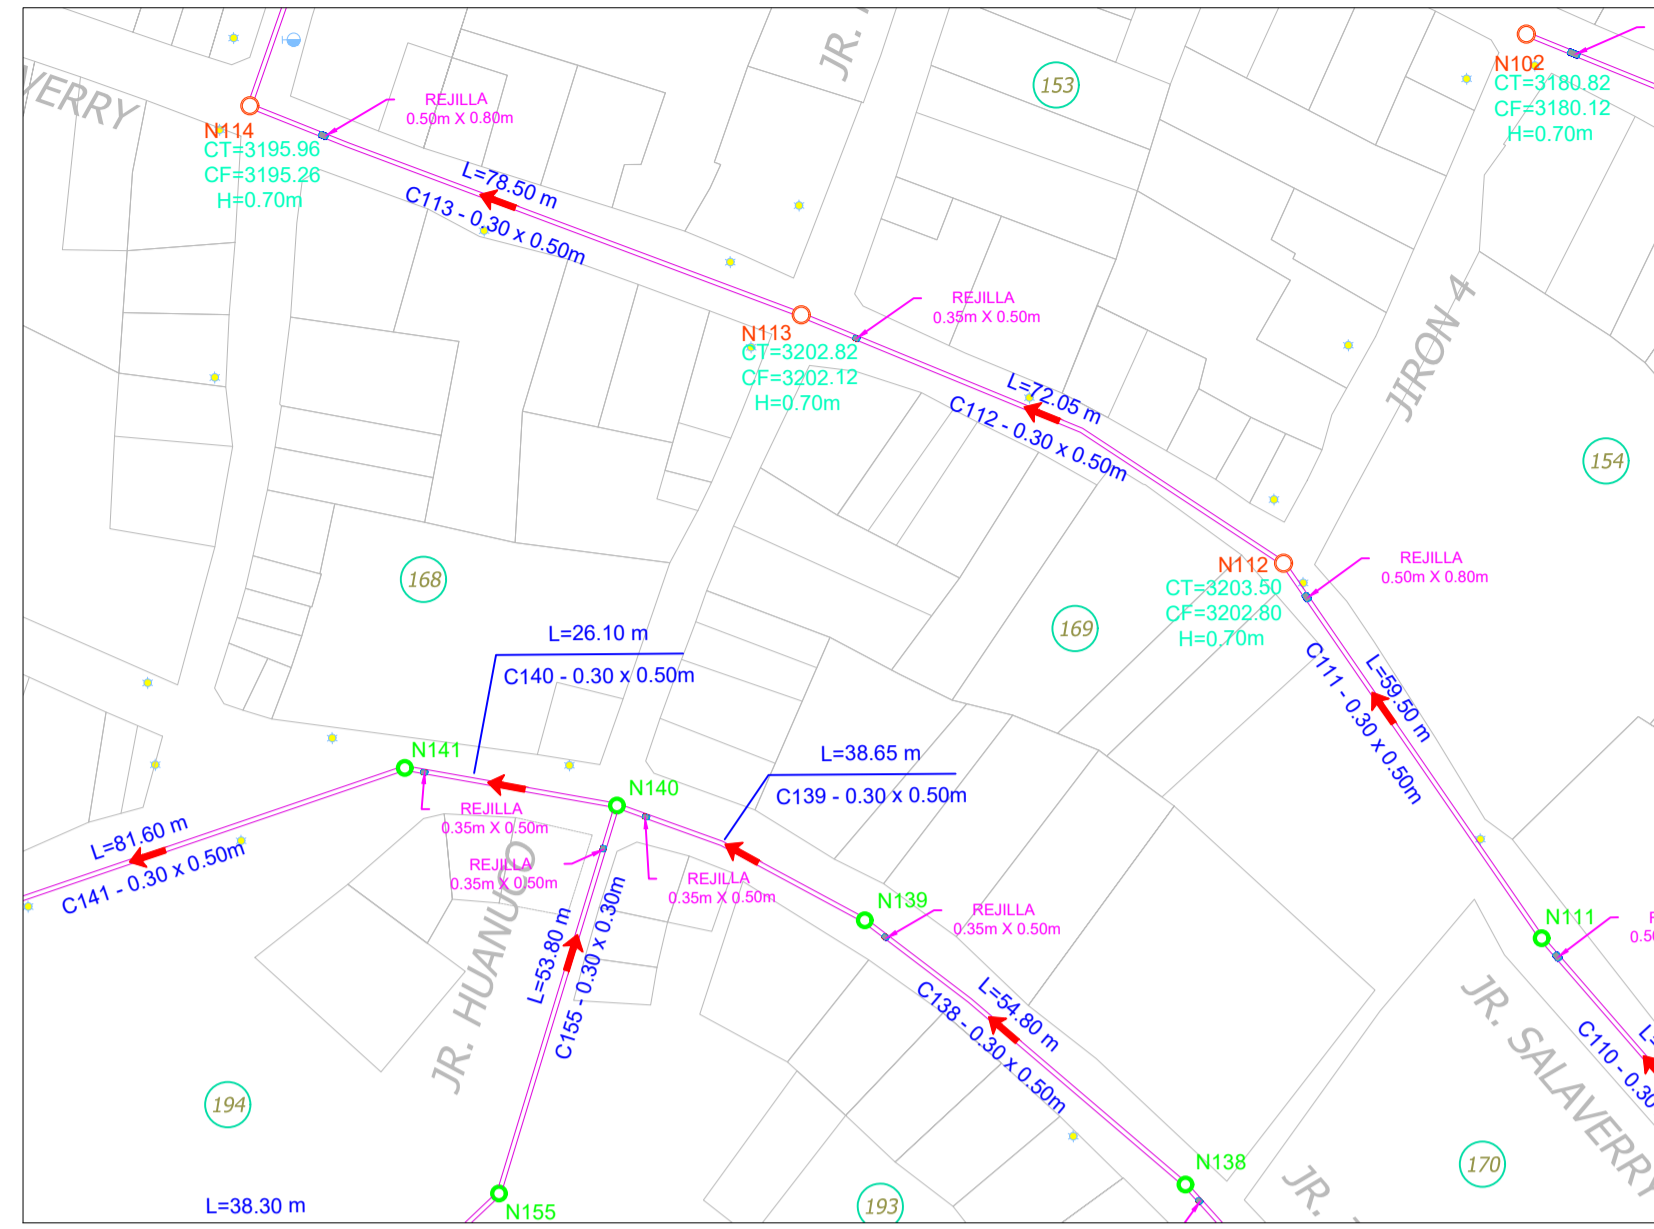 JR.
153
N102
CT=3180.82
CF=3180.12
H=0.70m
REJILLA
0.50m X 0.80m
N114
CT=3195.96
CF=3195.26
H=0.70m
L=78.50 m
C113 - 0.30 x 0.50m
REJILLA
0.35m X 0.50m
N113
CT=3202.82
CF=3202.12
H=0.70m
JIRON 4
L=72.05 m
C112 - 0.30 x 0.50m
154
168
REJILLA
0.50m X 0.80m
N112
CT=3203.50
CF=3202.80
H=0.70m
169
L=26.10 m
C140 - 0.30 x 0.50m
L=59.50 m
C111 - 0.30 x 0.50m
N141
L=38.65 m
C139 - 0.30 x 0.50m
N140
REJILLA
0.35m X 0.50m
L=81.60 m
C141 - 0.30 x 0.50m
REJILLA
0.35m X 0.50m
REJILLA
0.35m X 0.50m
N139
REJILLA
0.35m X 0.50m
N111
JR. HUANUCO
L=53.80 m
C155 - 0.30 x 0.30m
L=54.80 m
C138 - 0.30 x 0.50m
JR. SALAVERRY
C110 - 0.30
194
N138
170
JR.
L=38.30 m
N155
193